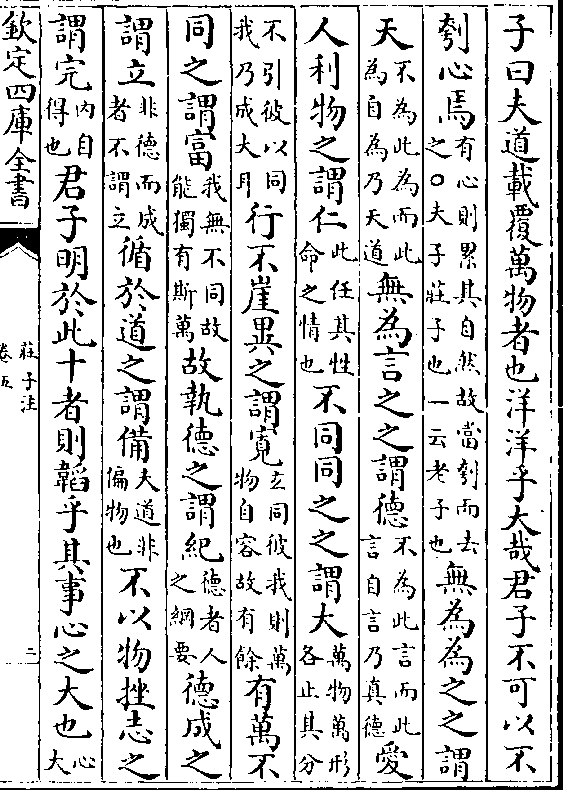 子曰夫道載覆萬物者也洋洋乎大哉君子不可以不
刳心焉有心則累其自然故當刳而去之○夫子莊子也一云老子也無為為之之謂
天不為此為而此為自為乃天道無為言之之謂德不為此言而此言自言乃真德愛
人利物之謂仁此任其性命之情也不同同之之謂大萬物萬形各止其分
不引彼以同我乃成大耳行不崖異之謂寛玄同彼我則萬物自容故有餘有萬不
同之謂富我無不同故能獨有斯萬故執德之謂紀德者人之綱要德成之
謂立非德而成者不謂立循於道之謂備夫道非偏物也不以物挫志之
謂完内自得也君子明於此十者則韜乎其事心之大也心大
欽定四庫全書
莊子注
卷五
二